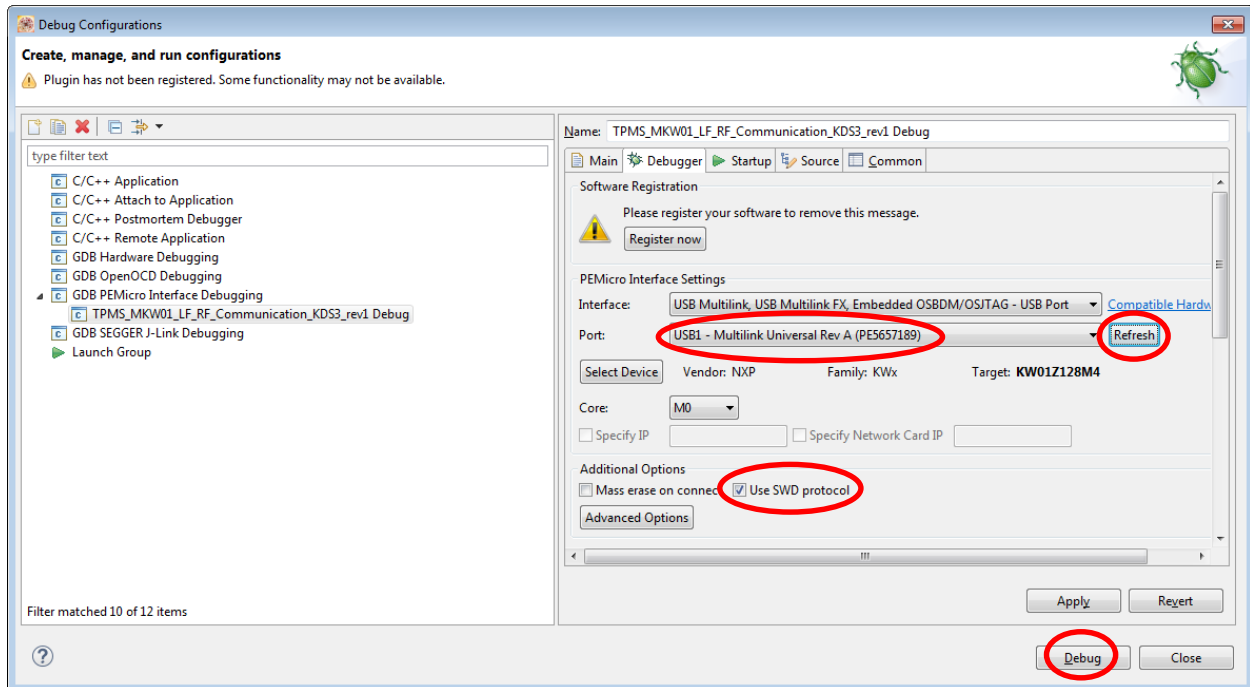 Debug Configurations
Create, manage, and run configurations
Plugin has not been registered. Some functionality may not be available.
type filter text
C/C++ Application
C/C++ Attach to Application
C/C++ Postmortem Debugger
C/C++ Remote Application
GDB Hardware Debugging
GDB OpenOCD Debugging
GDB PEMicro Interface Debugging
TPMS_MKW01_LF_RF_Communication_KDS3_rev1 Debug
GDB SEGGER J-Link Debugging
Launch Group
Filter matched 10 of 12 items
Name: TPMS_MKW01_LF_RF_Communication_KDS3_rev1 Debug
Main Debugger Startup Source Common
Software Registration
Please register your software to remove this message.
Register now
PEMicro Interface Settings
Interface: USB Multilink, USB Multilink FX, Embedded OSBDM/OSJTAG - USB Port Compatible Hardw
Port: USB1 - Multilink Universal Rev A (PE5657189) Refresh
Select Device Vendor: NXP Family: KWx Target: KW01Z128M4
Core: M0
Specify IP Specify Network Card IP
Additional Options
Mass erase on connec Use SWD protocol
Advanced Options
Apply Revert
Debug Close